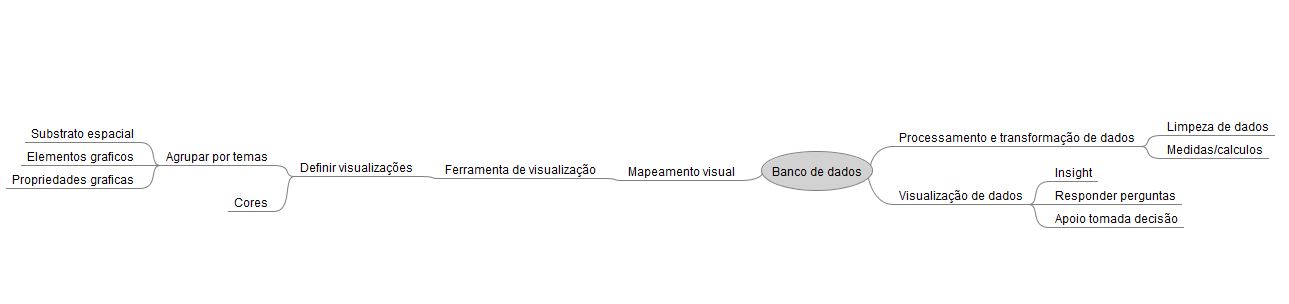 Substrato espacial
Elementos graficos
Propriedades graficas
Agrupar por temas
Cores
Definir visualizações
Ferramenta de visualização
Mapeamento visual
Banco de dados
Processamento e transformação de dados
Limpeza de dados
Medidas/calculos
Visualização de dados
Insight
Responder perguntas
Apoio tomada decisão